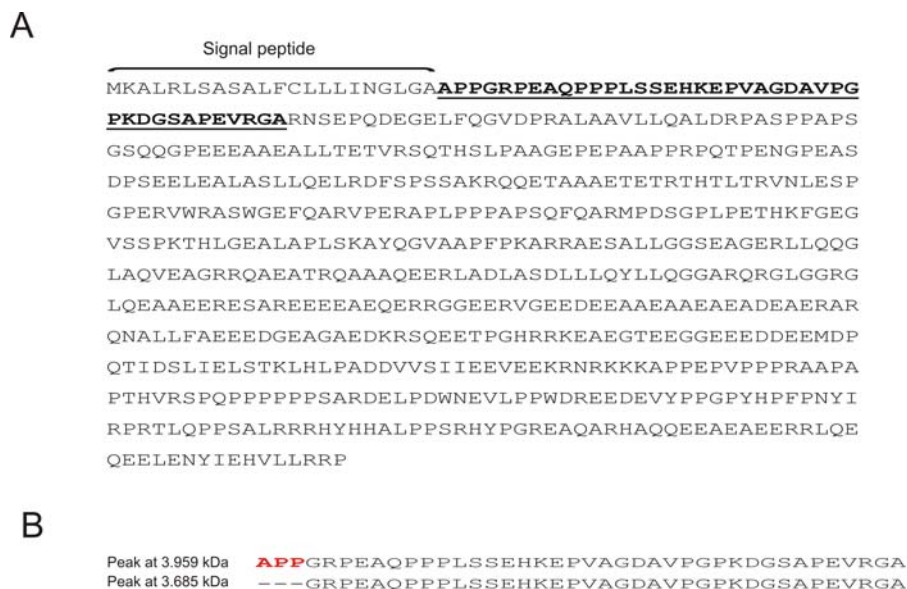 A
Signal peptide
MKALRLSASALFCLLLINGLGAAPPGRPEAQPPPLSSEHKEPVAGDAVPG
PKDGSAPEVRGARNSEPQDEGELFQGVDPRALAAVLLQALDRPASPPAPS
GSQQGPEEEAAEALLTETVRSQTHSLPAAGEPEPAAPPRPQTPENGPEAS
DPSEELEALASLLQELRDFSPSSAKRQQETAAAETETRTHTLTRVNLESP
GPERVWRASWGEFQARVPERAPLPPPAPSQFQARMPDSGPLPETHKFGEG
VSSPKTHLGEALAPLSKAYQGVAAPFPKARRAESALLGGSEAGERLLQQG
LAQVEAGRRQAEATRQAAAQEERLADLASDLLLQYLLQGGARQRGLGGRG
LQEAAEERESAREEEEAEQERRGGEERVGEEDEEAAEAAEAEADEAERAR
QNALLFAEEEDGEAGAEDKRSQEETPGHRRKEAEGTEEGGEEEDDEEMDP
QTIDSLIELSTKLHLPADDVVSIIEEVEEKRNRKKKAPPEPVPPPRAAPA
PTHVRSPQPPPPPPSARDELPDWNEVLPPWDREEDEVYPPGPYHPFPNYI
RPRTLQPPSALRRRHYHHALPPSRHYPGREAQARHAQQEEAEAEERRLQE
QEELENYIEHVLLRRP
B
Peak at 3.959 kDa APPGRPEAQPPPLSSEHKEPVAGDAVPGPKDGSAPEVRGA
Peak at 3.685 kDa ---GRPEAQPPPLSSEHKEPVAGDAVPGPKDGSAPEVRGA